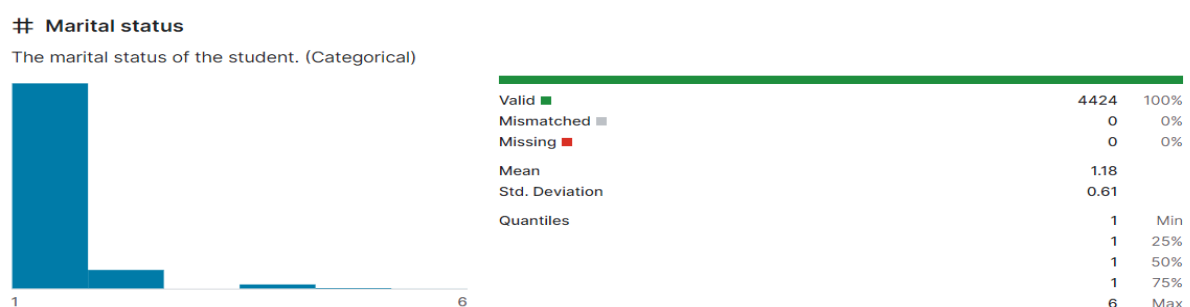 # Marital status
The marital status of the student. (Categorical)
1 6
Valid 4424 100%
Mismatched 0 0%
Missing 0 0%
Mean 1.18
Std. Deviation 0.61
Quantiles 1 Min
1 25%
1 50%
1 75%
6 Max